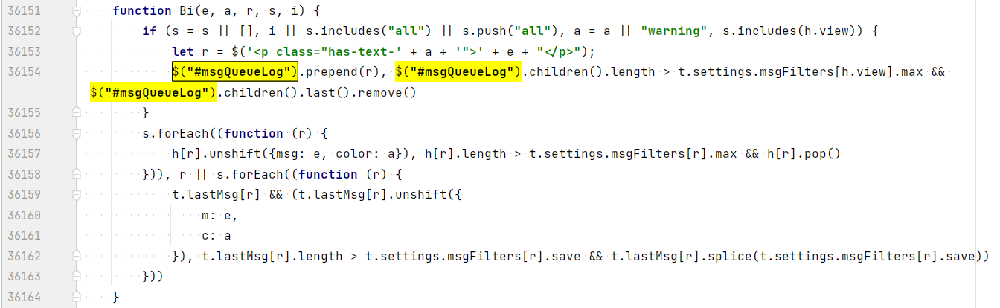 36151 function Bi(e, a, r, s, i) {
36152 if (s = s || [], i || s.includes("all") || s.push("all"), a = a || "warning", s.includes(h.view)) {
36153 let r = $('<p class="has-text-' + a + '">' + e + "</p>");
36154 $("#msgQueueLog").prepend(r), $("#msgQueueLog").children().length > t.settings.msgFilters[h.view].max &&
$("#msgQueueLog").children().last().remove()
36155 }
36156 s.forEach((function (r) {
36157 h[r].unshift({msg: e, color: a}), h[r].length > t.settings.msgFilters[r].max && h[r].pop()
36158 })), r || s.forEach((function (r) {
36159 t.lastMsg[r] && (t.lastMsg[r].unshift({
36160 m: e,
36161 c: a
36162 }), t.lastMsg[r].length > t.settings.msgFilters[r].save && t.lastMsg[r].splice(t.settings.msgFilters[r].save))
36163 }))
36164 }